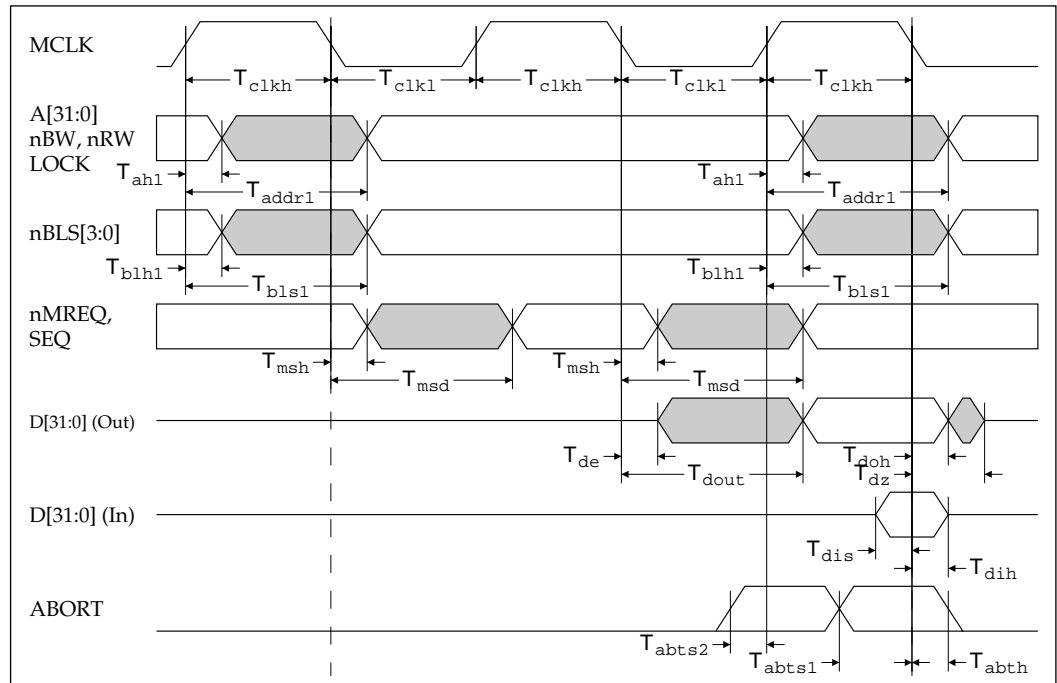 MCLK
Tclkh Tclkl Tclkh Tclkl Tclkh
A[31:0]
nBW, nRW
LOCK
Tah1 Tah1
Taddr1 Taddr1
nBLS[3:0]
Tblh1 Tblh1
Tbls1 Tbls1
nMREQ,
SEQ
Tmsh Tmsh
Tmsd Tmsd
D[31:0] (Out)
Tde Tdoh
Tdout Tdz
D[31:0] (In)
Tdis
Tdih
ABORT
Tabts2
Tabts1 Tabth